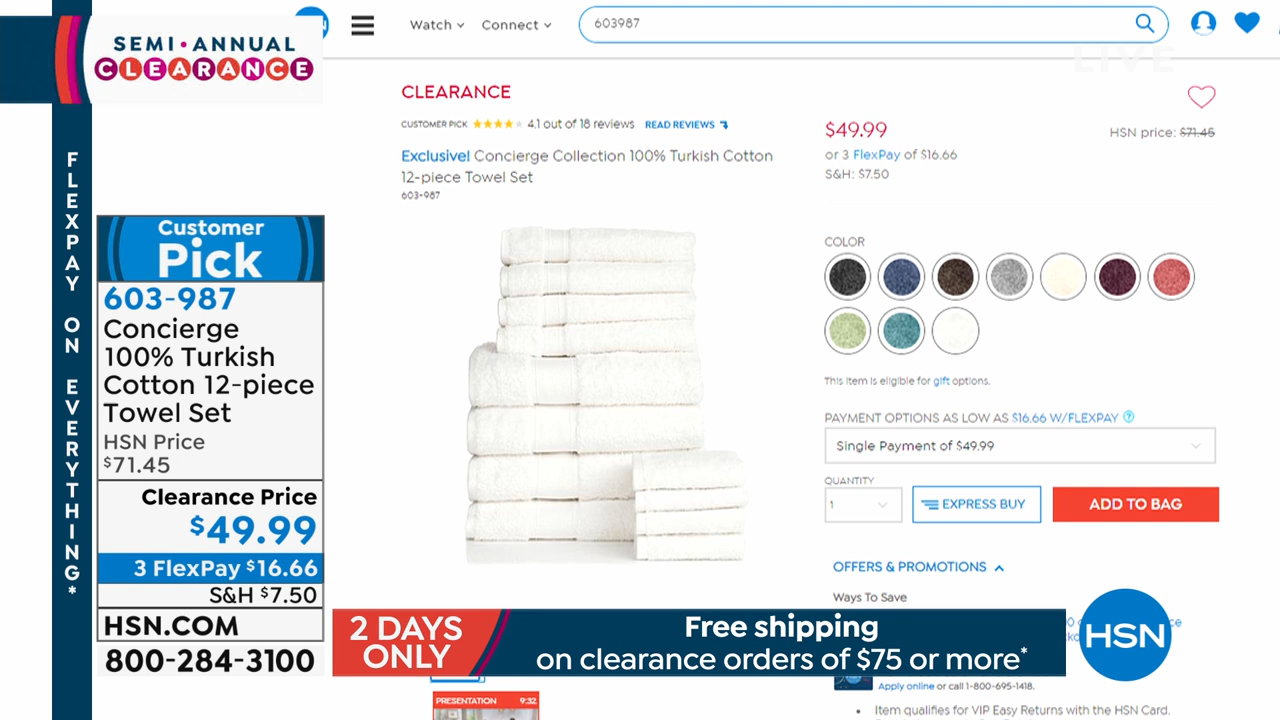 SEMI•ANNUAL
CLEARANCE
FLEXPAY ON EVERYTHING*
Customer
Pick
603-987
Concierge
100% Turkish
Cotton 12-piece
Towel Set
HSN Price
$71.45
Clearance Price
$49.99
3 FlexPay $16.66
S&H $7.50
HSN.COM
800-284-3100
Watch
Connect
603987
LIVE
CLEARANCE
CUSTOMER PICK 4.1 out of 18 reviews READ REVIEWS
Exclusive! Concierge Collection 100% Turkish Cotton
12-piece Towel Set
603-987
$49.99
HSN price: $71.45
or 3 FlexPay of $16.66
S&H: $7.50
COLOR
This item is eligible for gift options.
PAYMENT OPTIONS AS LOW AS $16.66 W/FLEXPAY ?
Single Payment of $49.99
QUANTITY
1
EXPRESS BUY
ADD TO BAG
OFFERS & PROMOTIONS
Ways To Save
Apply online or call 1-800-695-1418.
• Item qualifies for VIP Easy Returns with the HSN Card.
PRESENTATION 9:32
2 DAYS
ONLY
Free shipping
on clearance orders of $75 or more*
HSN